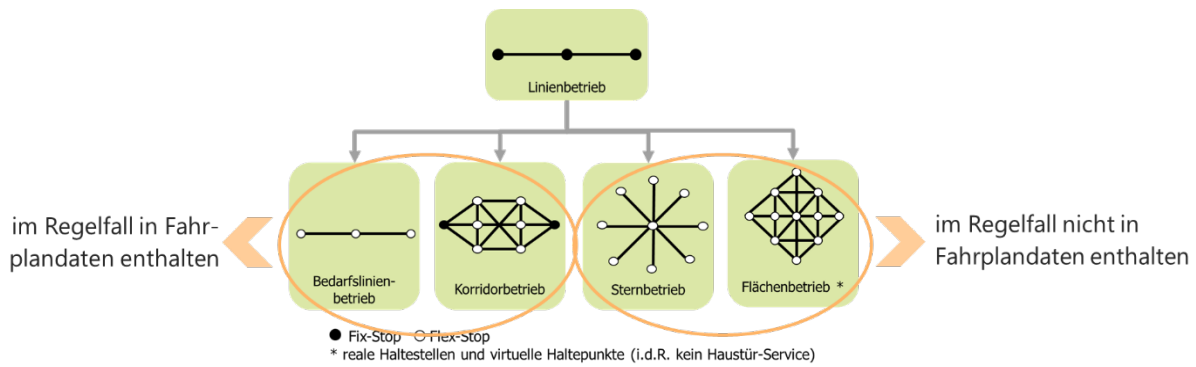 Linienbetrieb
im Regelfall in Fahr-
plandaten enthalten
Bedarfslinien-
betrieb
Korridorbetrieb
Sternbetrieb
Flächenbetrieb *
im Regelfall nicht in
Fahrplandaten enthalten
Fix-Stop Flex-Stop
* reale Haltestellen und virtuelle Haltepunkte (i.d.R. kein Haustür-Service)